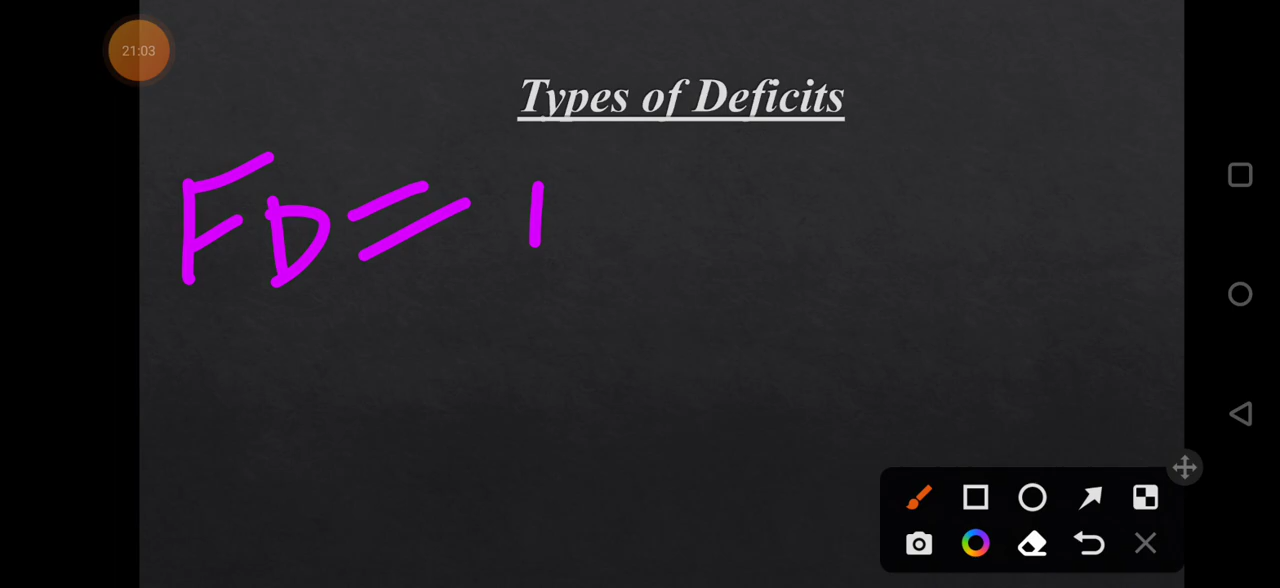 21:03
Types of Deficits
FD = 1